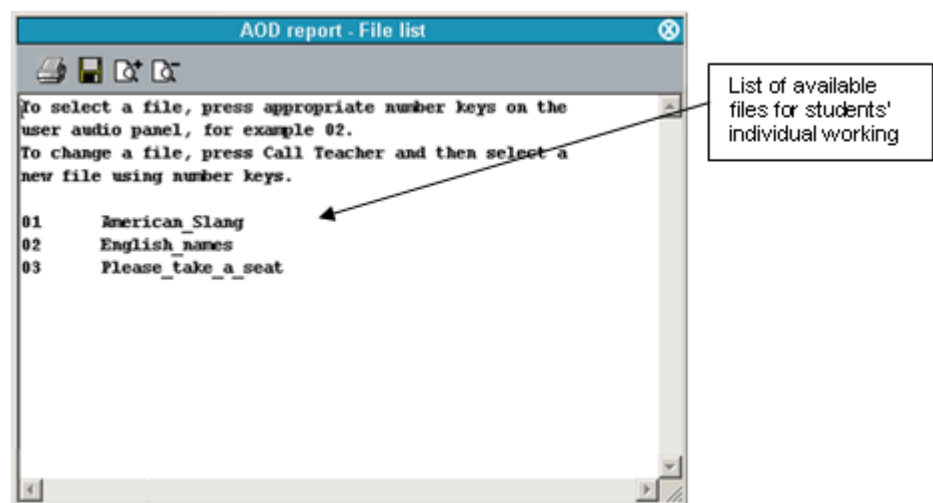 AOD report - File list
To select a file, press appropriate number keys on the
user audio panel, for example 02.
To change a file, press Call Teacher and then select a
new file using number keys.
01 American_Slang
02 English_names
03 Please_take_a_seat
List of available
files for students'
individual working